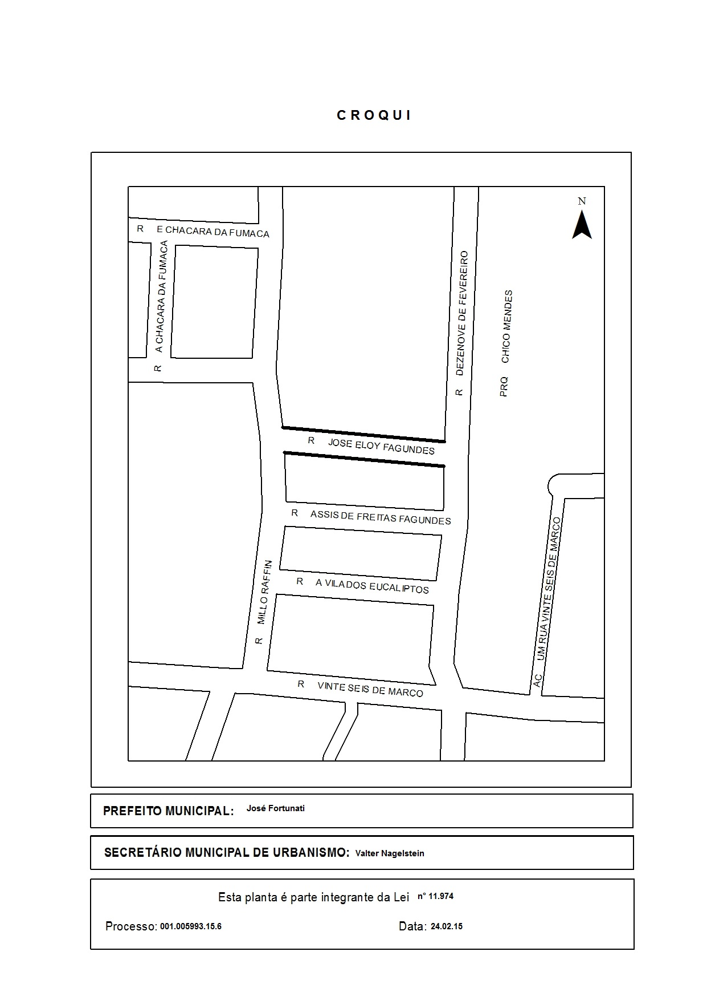 C R O Q U I
N
R E CHACARA DA FUMACA
R A CHACARA DA FUMACA
R DEZENOVE DE FEVEREIRO
PRQ CHICO MENDES
R JOSE ELOY FAGUNDES
R ASSIS DE FREITAS FAGUNDES
R MILLO RAFFIN
R A VILA DOS EUCALIPTOS
AC UM RUA VINTE SEIS DE MARCO
R VINTE SEIS DE MARCO
PREFEITO MUNICIPAL: José Fortunati
SECRETÁRIO MUNICIPAL DE URBANISMO: Valter Nagelstein
Esta planta é parte integrante da Lei n° 11.974
Processo: 001.005993.15.6 Data: 24.02.15